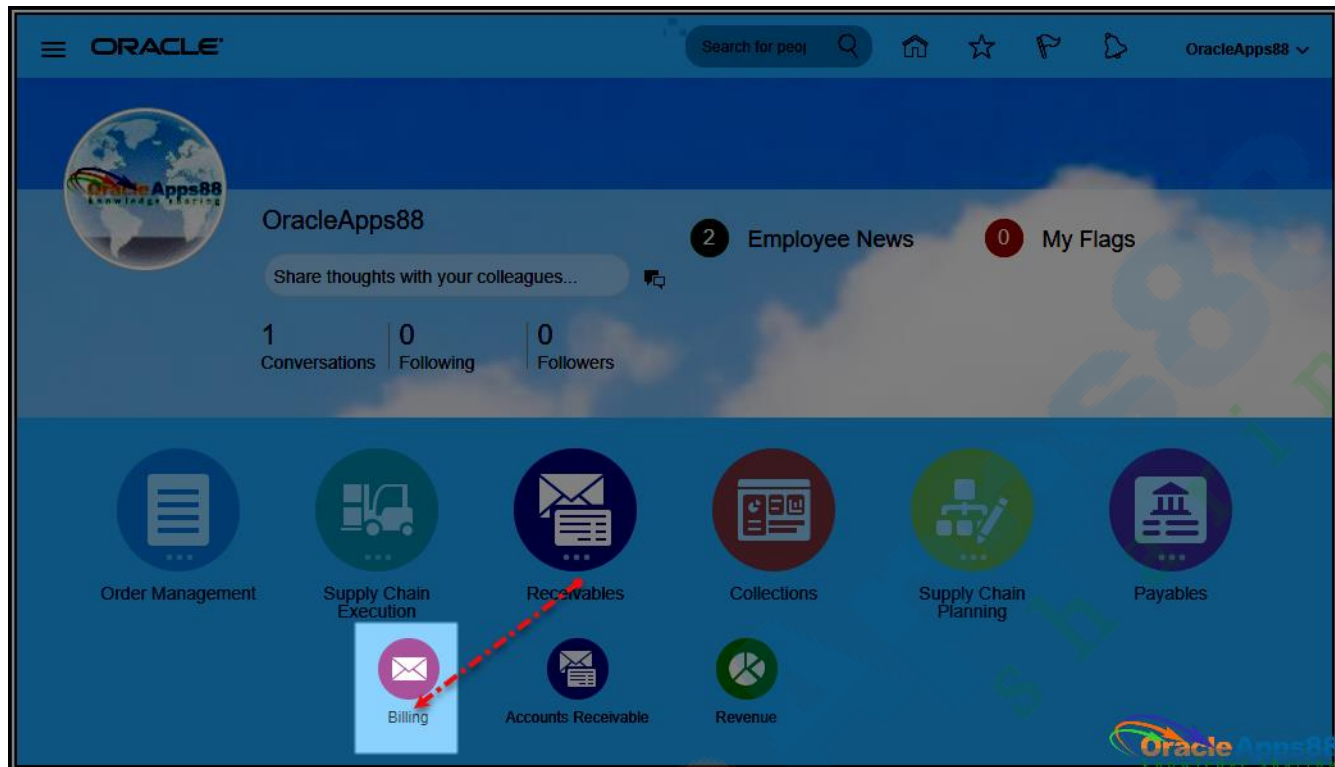 ORACLE
Search for peo
OracleApps88
OracleApps88
knowledge sharing
OracleApps88
2 Employee News
0 My Flags
Share thoughts with your colleagues...
1 0 0
Conversations Following Followers
Order Management
Supply Chain
Execution
Receivables
Collections
Supply Chain
Planning
Payables
Billing
Accounts Receivable
Revenue
OracleApps88